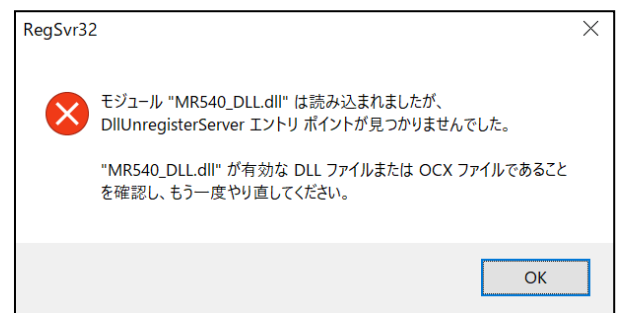 RegSvr32
モジュール "MR540_DLL.dll" は読み込まれましたが、
DllUnregisterServer エントリ ポイントが見つかりませんでした。
"MR540_DLL.dll" が有効な DLL ファイルまたは OCX ファイルであること
を確認し、もう一度やり直してください。
OK